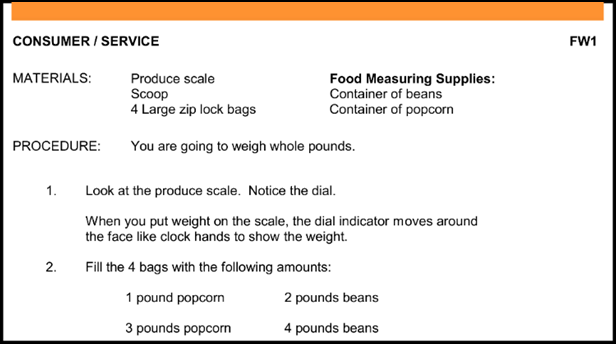 CONSUMER / SERVICE FW1
MATERIALS: Produce scale Food Measuring Supplies:
Scoop Container of beans
4 Large zip lock bags Container of popcorn
PROCEDURE: You are going to weigh whole pounds.
1. Look at the produce scale. Notice the dial.
When you put weight on the scale, the dial indicator moves around
the face like clock hands to show the weight.
2. Fill the 4 bags with the following amounts:
1 pound popcorn 2 pounds beans
3 pounds popcorn 4 pounds beans